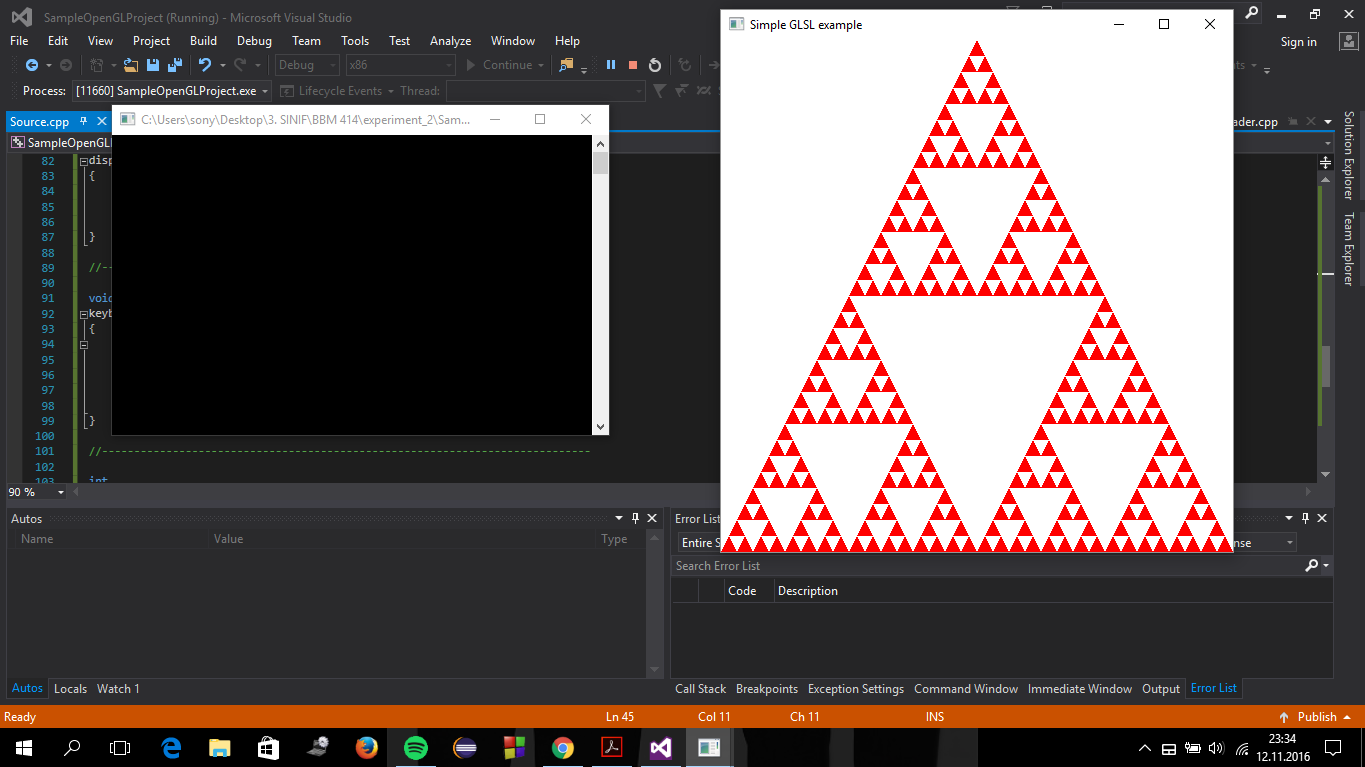 SampleOpenGLProject (Running) - Microsoft Visual Studio
File Edit View Project Build Debug Team Tools Test Analyze Window Help
Sign in
Debug x86 Continue
Process: [11660] SampleOpenGLProject.exe Lifecycle Events Thread:
Simple GLSL example
C:\Users\sony\Desktop\3. SINIF\BBM 414\experiment_2\Sam...
Source.cpp
ader.cpp
SampleOpenGL
Solution Explorer
Team Explorer
82 disp
83 {
84
85
86
87 }
88
89 //--
90
91 voic
92 keyb
93 {
94
95
96
97
98
99 }
100
101 //----------------------------------------------------------------------------
102
103 int
90 %
Autos
Name Value Type
Error List
Entire S
nse
Search Error List
Code Description
Autos Locals Watch 1
Call Stack Breakpoints Exception Settings Command Window Immediate Window Output Error List
Ready Ln 45 Col 11 Ch 11 INS Publish
23:34
12.11.2016